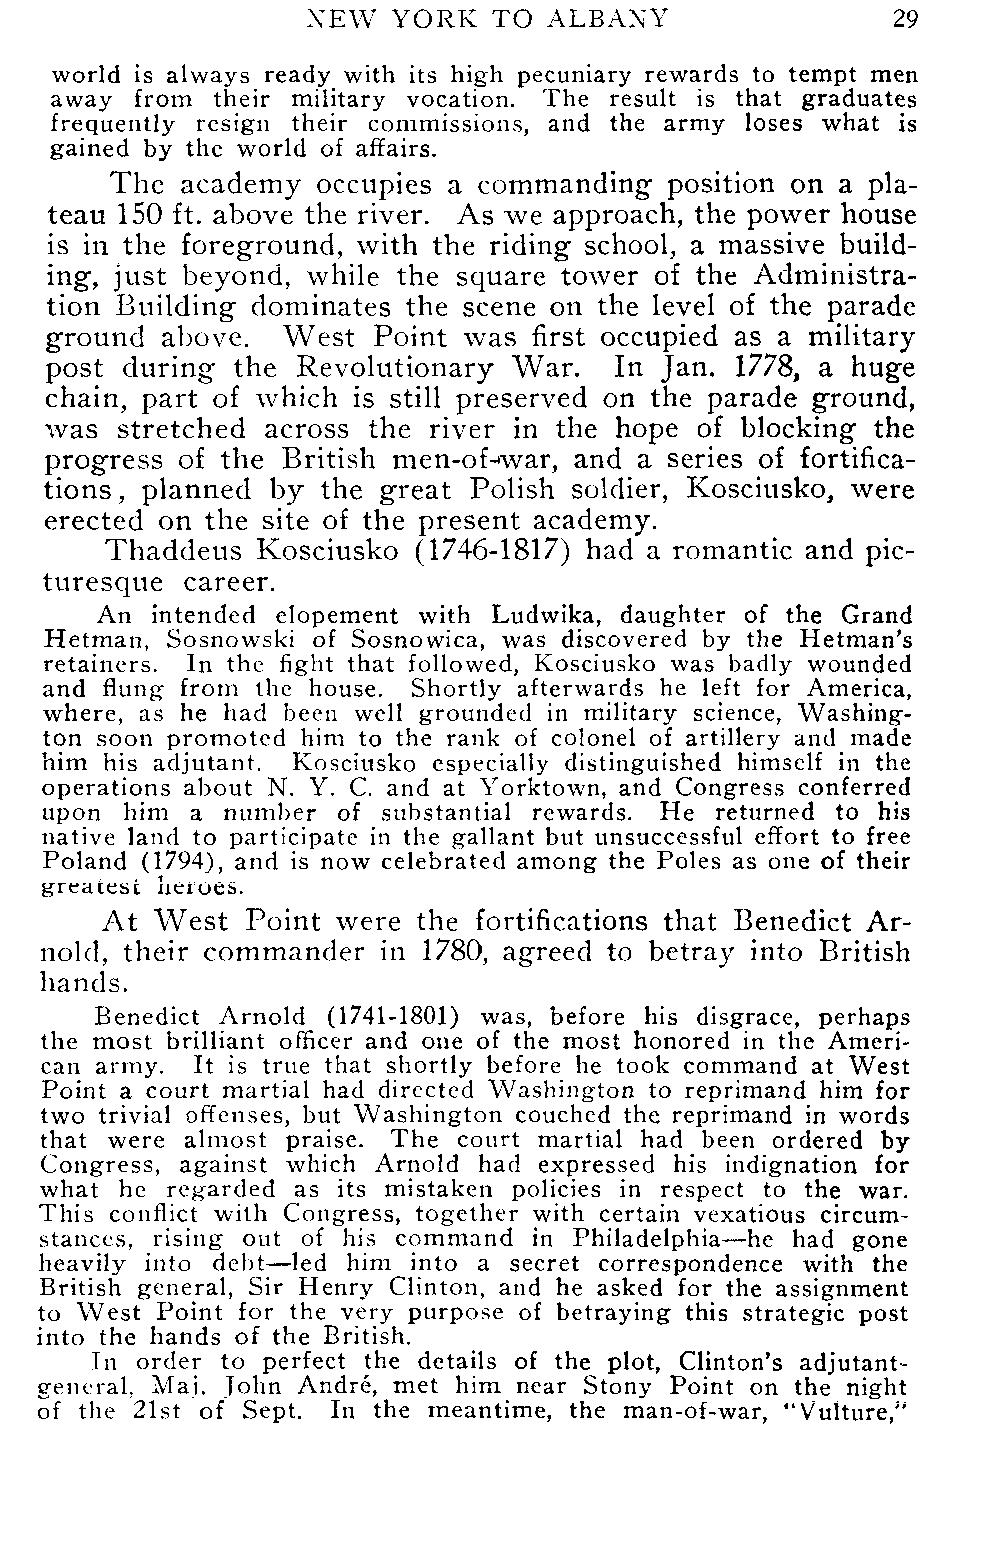 NEW YORK TO ALBANY 29
world is always ready with its high pecuniary rewards to tempt men
away from their military vocation. The result is that graduates
frequently resign their commissions, and the army loses what is
gained by the world of affairs.
The academy occupies a commanding position on a pla-
teau 150 ft. above the river. As we approach, the power house
is in the foreground, with the riding school, a massive build-
ing, just beyond, while the square tower of the Administra-
tion Building dominates the scene on the level of the parade
ground above. West Point was first occupied as a military
post during the Revolutionary War. In Jan. 1778, a huge
chain, part of which is still preserved on the parade ground,
was stretched across the river in the hope of blocking the
progress of the British men-of-war, and a series of fortifica-
tions, planned by the great Polish soldier, Kosciusko, were
erected on the site of the present academy.
Thaddeus Kosciusko (1746-1817) had a romantic and pic-
turesque career.
An intended elopement with Ludwika, daughter of the Grand
Hetman, Sosnowski of Sosnowica, was discovered by the Hetman's
retainers. In the fight that followed, Kosciusko was badly wounded
and flung from the house. Shortly afterwards he left for America,
where, as he had been well grounded in military science, Washing-
ton soon promoted him to the rank of colonel of artillery and made
him his adjutant. Kosciusko especially distinguished himself in the
operations about N. Y. C. and at Yorktown, and Congress conferred
upon him a number of substantial rewards. He returned to his
native land to participate in the gallant but unsuccessful effort to free
Poland (1794), and is now celebrated among the Poles as one of their
greatest heroes.
At West Point were the fortifications that Benedict Ar-
nold, their commander in 1780, agreed to betray into British
hands.
Benedict Arnold (1741-1801) was, before his disgrace, perhaps
the most brilliant officer and one of the most honored in the Ameri-
can army. It is true that shortly before he took command at West
Point a court martial had directed Washington to reprimand him for
two trivial offenses, but Washington couched the reprimand in words
that were almost praise. The court martial had been ordered by
Congress, against which Arnold had expressed his indignation for
what he regarded as its mistaken policies in respect to the war.
This conflict with Congress, together with certain vexatious circum-
stances, rising out of his command in Philadelphia—he had gone
heavily into debt—led him into a secret correspondence with the
British general, Sir Henry Clinton, and he asked for the assignment
to West Point for the very purpose of betraying this strategic post
into the hands of the British.
In order to perfect the details of the plot, Clinton's adjutant-
general, Maj. John André, met him near Stony Point on the night
of the 21st of Sept. In the meantime, the man-of-war, "Vulture,"